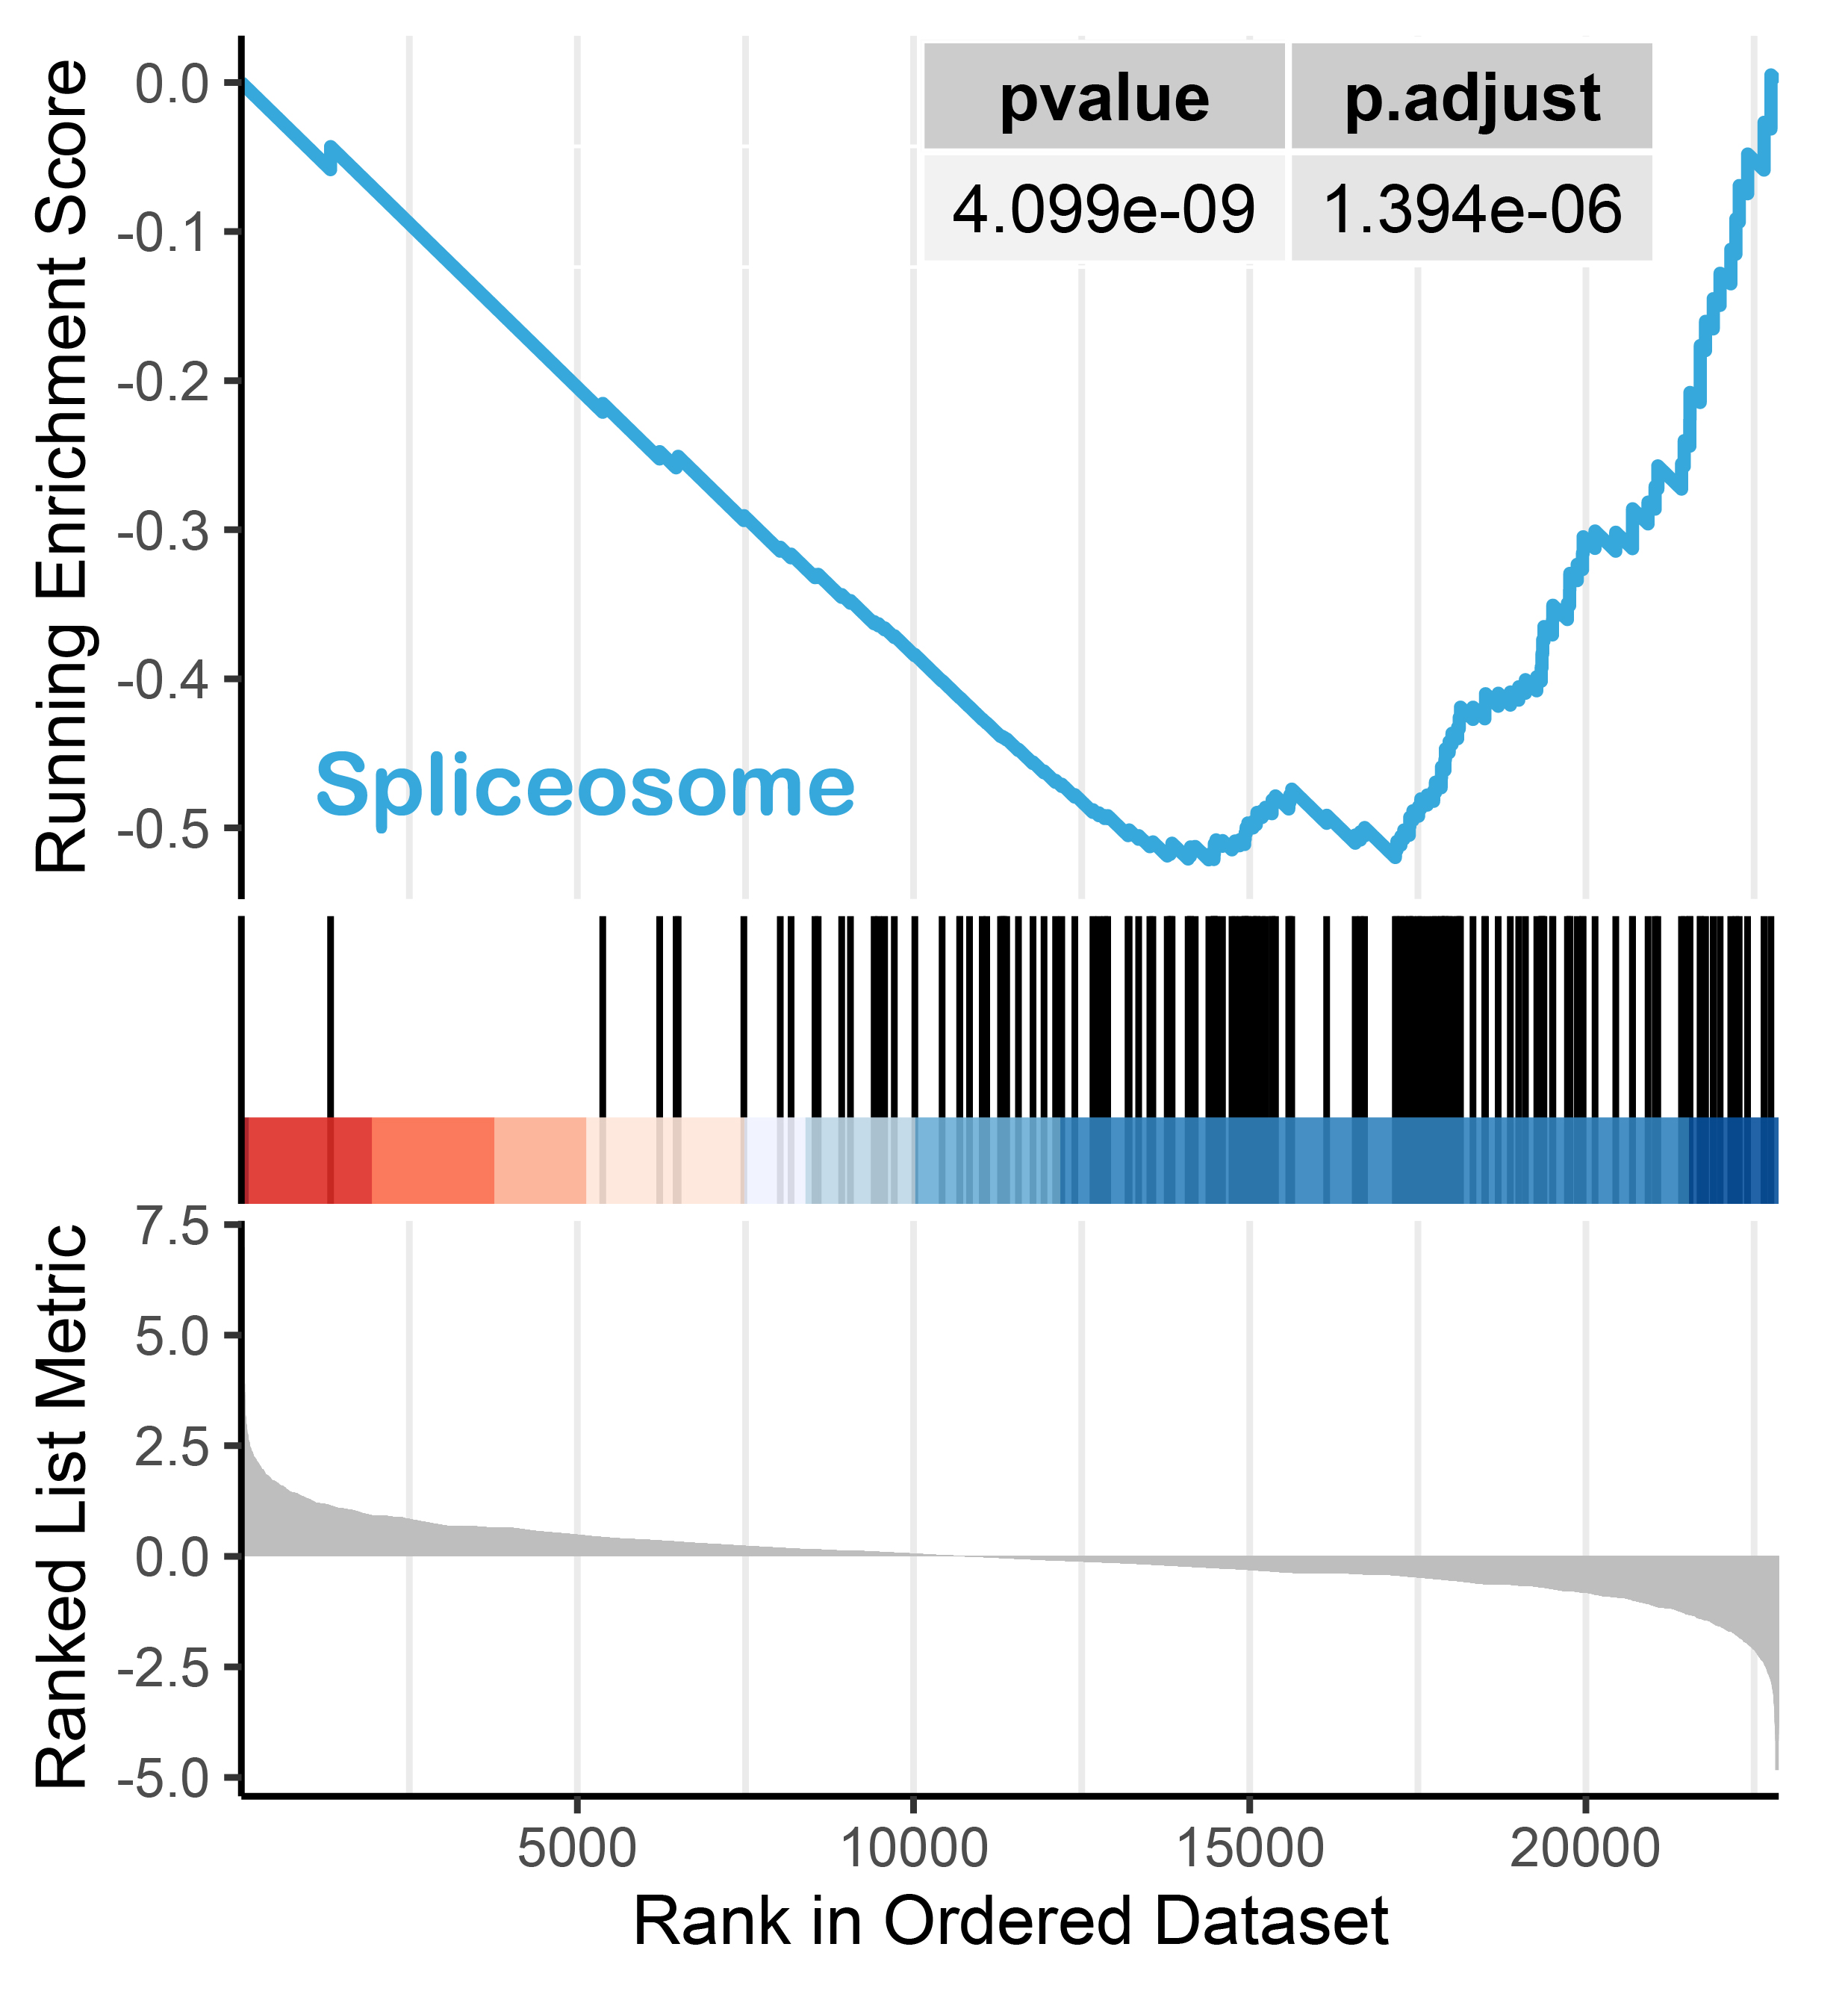 Running Enrichment Score
0.0
-0.1
-0.2
-0.3
-0.4
-0.5
pvalue p.adjust
4.099e-09 1.394e-06
Spliceosome
Ranked List Metric
7.5
5.0
2.5
0.0
-2.5
-5.0
5000 10000 15000 20000
Rank in Ordered Dataset